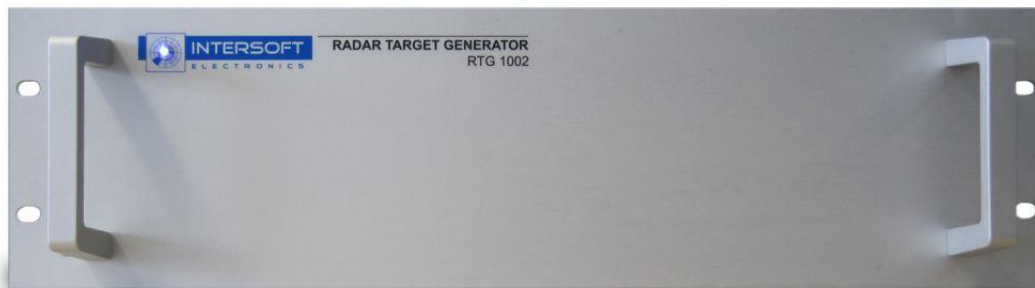 INTERSOFT
ELECTRONICS
RADAR TARGET GENERATOR
RTG 1002